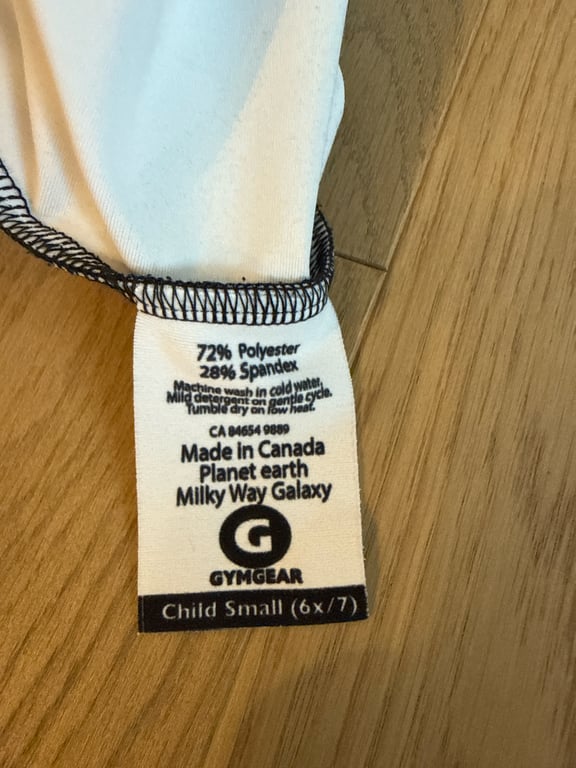 72% Polyester
28% Spandex
Machine wash in cold water,
Mild detergent on gentle cycle.
Tumble dry on low heat.
CA 84654 9889
Made in Canada
Planet earth
Milky Way Galaxy
G
GYMGEAR
Child Small (6x/7)